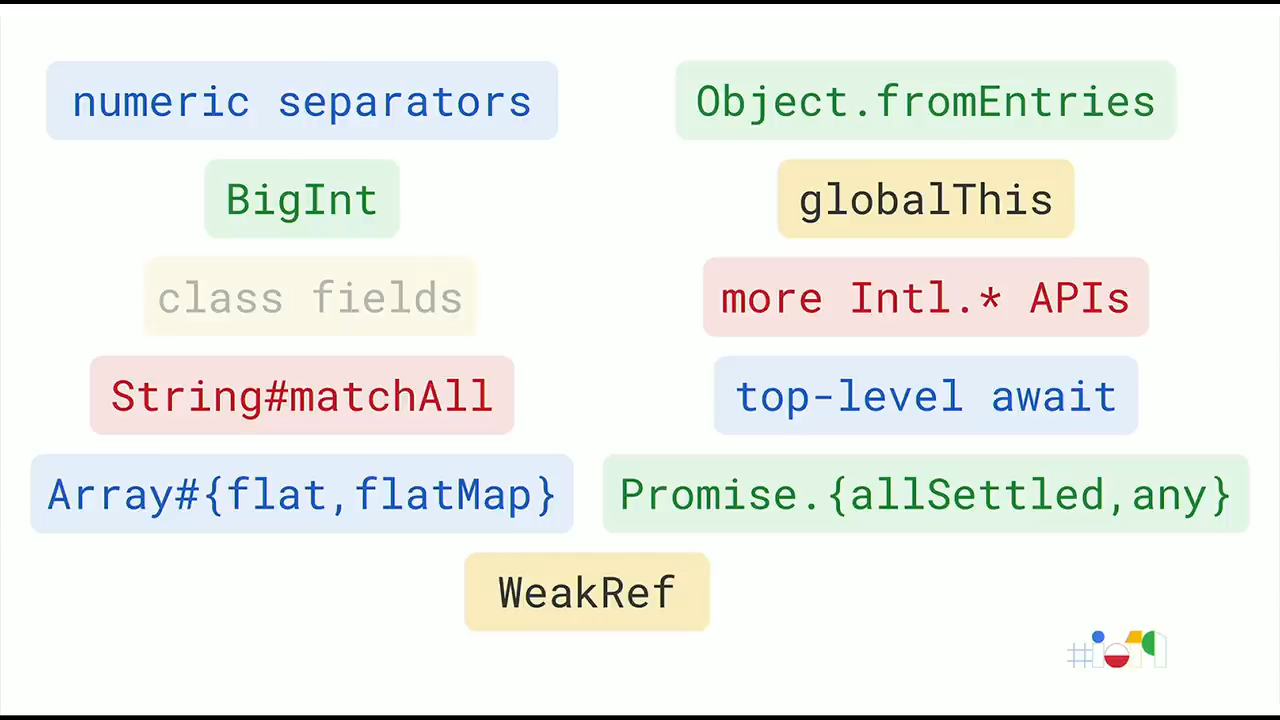 numeric separators
Object.fromEntries
BigInt
globalThis
class fields
more Intl.* APIs
String#matchAll
top-level await
Array#{flat,flatMap}
Promise.{allSettled,any}
WeakRef
#io19